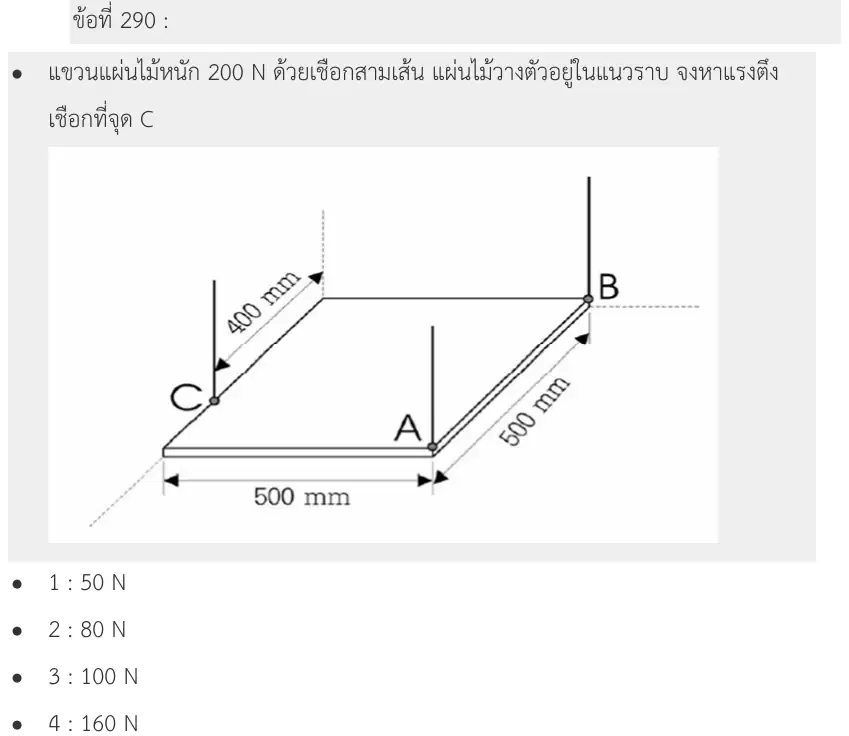 ข้อที่ 290 :
แขวนแผ่นไม้หนัก 200 N ด้วยเชือกสามเส้น แผ่นไม้วางตัวอยู่ในแนวราบ จงหาแรงตึง
เชือกที่จุด C
B
400 mm
C
A
500 mm
500 mm
1 : 50 N
2 : 80 N
3 : 100 N
4 : 160 N